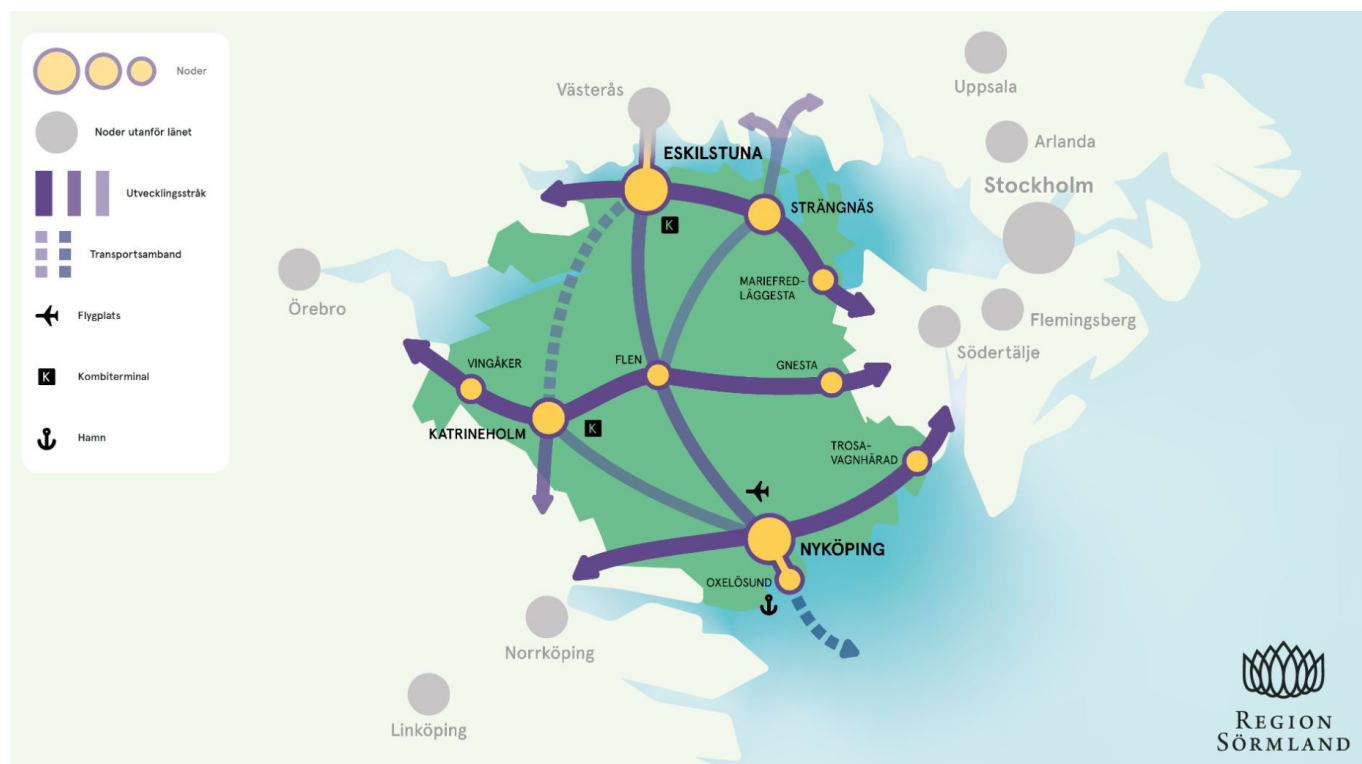 Noder
Noder utanför länet
Utvecklingsstråk
Transportsamband
Flygplats
K
Kombiterminal
Hamn
Uppsala
Västerås
Arlanda
ESKILSTUNA
Stockholm
STRÄNGNÄS
K
MARIEFRED-
LÄGGESTA
Örebro
Flemingsberg
Södertälje
VINGÅKER
FLEN
GNESTA
KATRINEHOLM
K
TROSA-
VAGNHÄRAD
NYKÖPING
OXELÖSUND
Norrköping
Linköping
REGION
SÖRMLAND